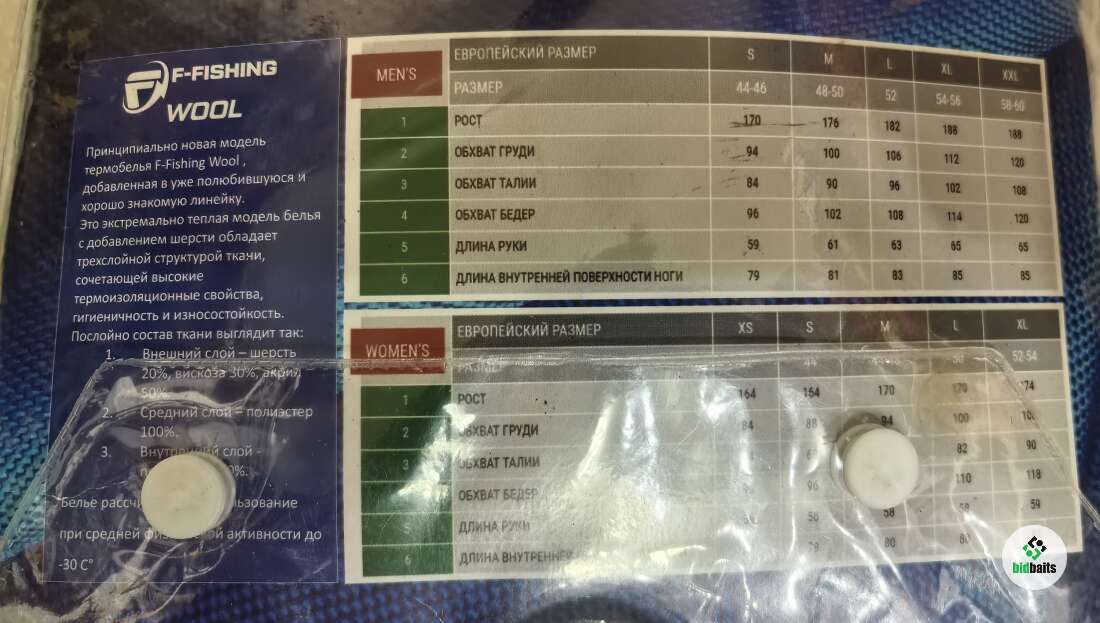 F-FISHING
WOOL
Принципиально новая модель
термобелья F-Fishing Wool ,
добавленная в уже полюбившуюся и
хорошо знакомую линейку.
Это экстремально теплая модель белья
с добавлением шерсти обладает
трехслойной структурой ткани,
сочетающей высокие
термоизоляционные свойства,
гигиеничность и износостойкость.
Послойно состав ткани выглядит так:
1. Внешний слой – шерсть
20%, вискоза 30%, акрил
50%.
2. Средний слой – полиэстер
100%.
3. Внутренний слой -
Белье
при средней активности до
-30 С°
MEN'S
ЕВРОПЕЙСКИЙ РАЗМЕР S M L XL XXL
РАЗМЕР 44-46 48-50 52 54-56 58-60
1 РОСТ 170 176 182 188 188
2 ОБХВАТ ГРУДИ 94 100 106 112 120
3 ОБХВАТ ТАЛИИ 84 90 96 102 108
4 ОБХВАТ БЕДЕР 96 102 108 114 120
5 ДЛИНА РУКИ 59 61 63 65 65
6 ДЛИНА ВНУТРЕННЕЙ ПОВЕРХНОСТИ НОГИ 79 81 83 85 85
WOMEN'S
ЕВРОПЕЙСКИЙ РАЗМЕР XS S M L XL
РАЗМЕР 44 52-54
1 РОСТ 164 164 170 170 174
2 ОБХВАТ ГРУДИ 84 88 94 100
3 ОБХВАТ ТАЛИИ 82 90
ОБХВАТ БЕДЕР 96 110 118
5 ДЛИНА РУКИ 56 58 58 59
6 ДЛИНА ВНУТРЕННЕЙ 78 80 80
bidbaits